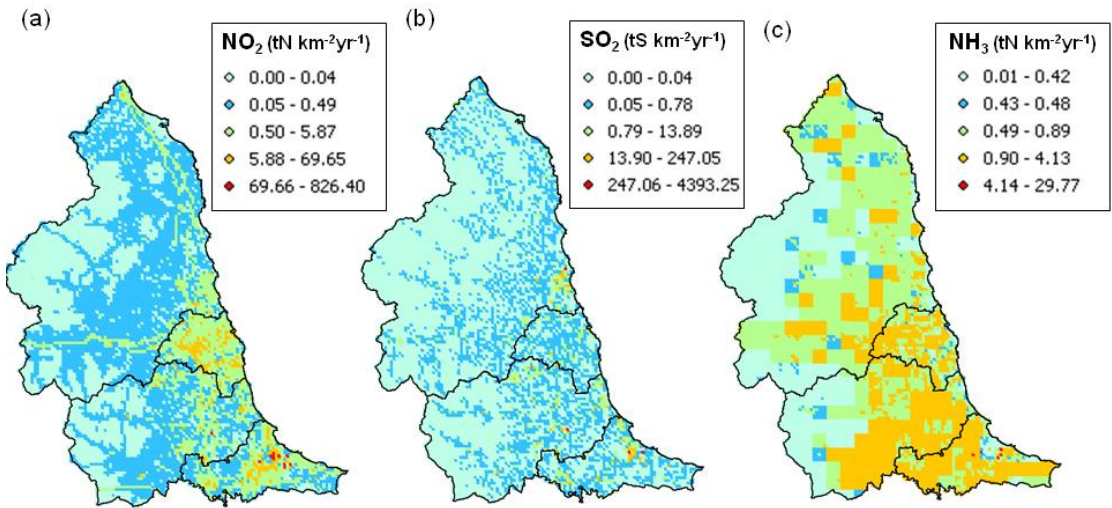 (a)
NO₂ (tN km⁻²yr⁻¹)
0.00 - 0.04
0.05 - 0.49
0.50 - 5.87
5.88 - 69.65
69.66 - 826.40
(b)
SO₂ (tS km⁻²yr⁻¹)
0.00 - 0.04
0.05 - 0.78
0.79 - 13.89
13.90 - 247.05
247.06 - 4393.25
(c)
NH₃ (tN km⁻²yr⁻¹)
0.01 - 0.42
0.43 - 0.48
0.49 - 0.89
0.90 - 4.13
4.14 - 29.77